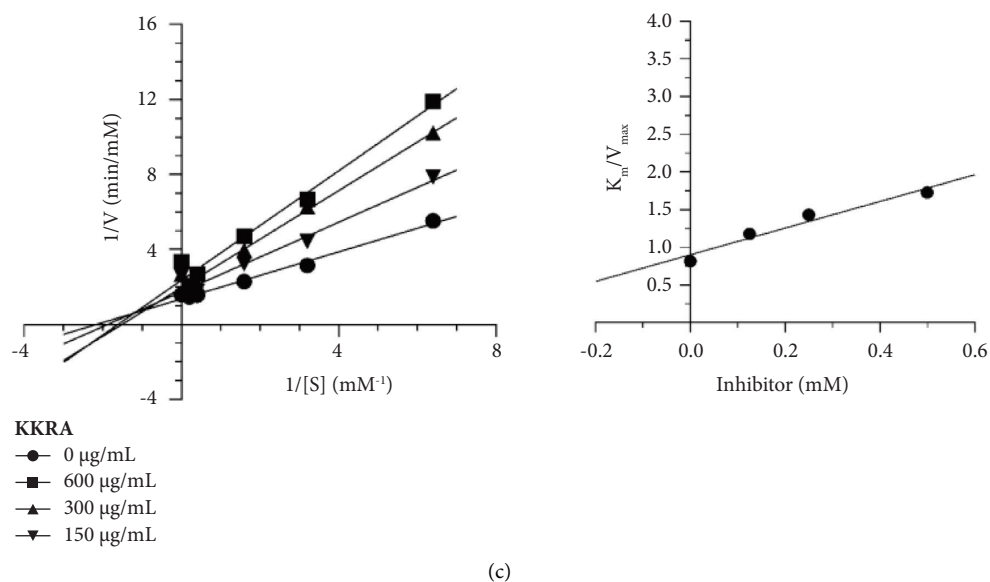 16
12
8
4
-4
-4
4
8
1/V (min/mM)
1/[S] (mM⁻¹)
4.0
3.5
3.0
2.5
2.0
1.5
1.0
0.5
-0.2
0.0
0.2
0.4
0.6
Km/Vmax
Inhibitor (mM)
KKRA
0 µg/mL
600 µg/mL
300 µg/mL
150 µg/mL
(c)